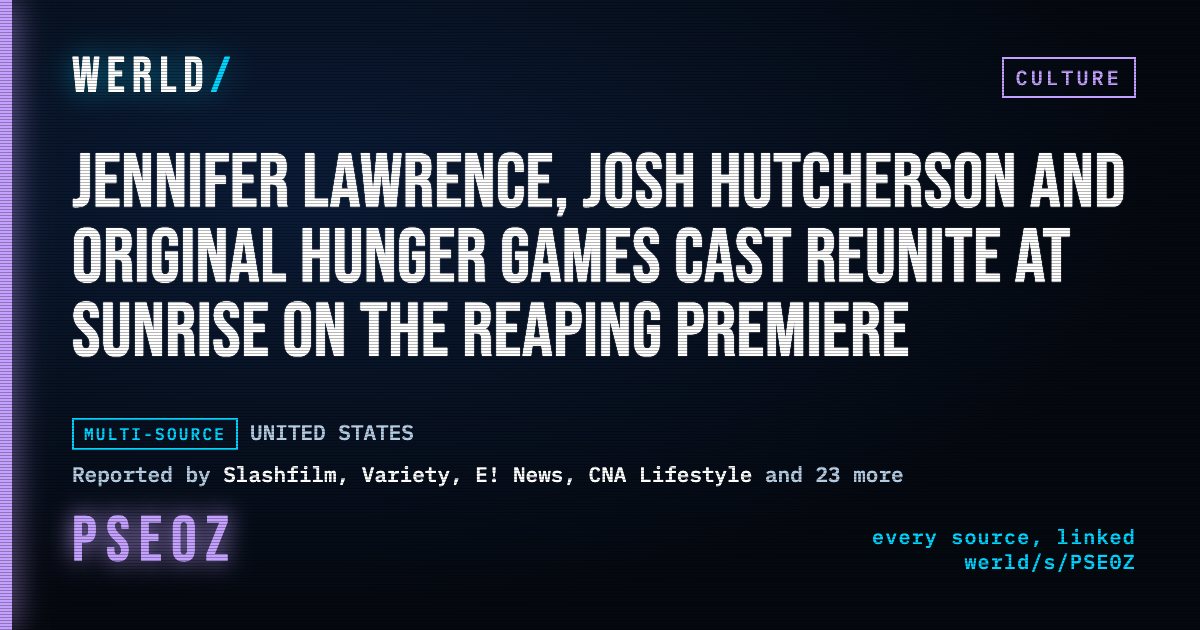 WERLD/
CULTURE
JENNIFER LAWRENCE, JOSH HUTCHERSON AND
ORIGINAL HUNGER GAMES CAST REUNITE AT
SUNRISE ON THE REAPING PREMIERE
MULTI-SOURCE UNITED STATES
Reported by Slashfilm, Variety, E! News, CNA Lifestyle and 23 more
PSE0Z
every source, linked
werld/s/PSE0Z